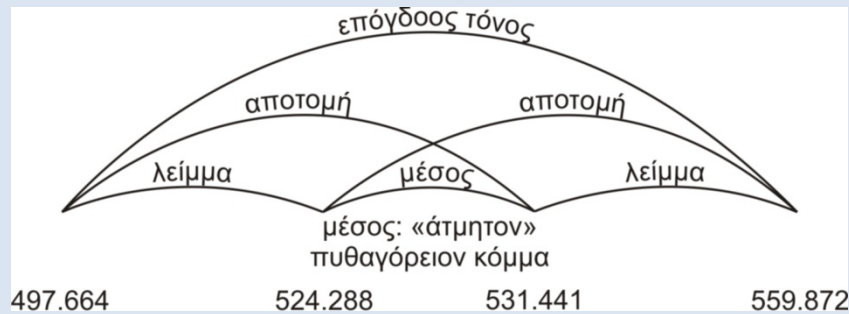 επόγδοος τόνος
αποτομή αποτομή
λείμμα μέσος λείμμα
μέσος: «άτμητον»
πυθαγόρειον κόμμα
497.664 524.288 531.441 559.872